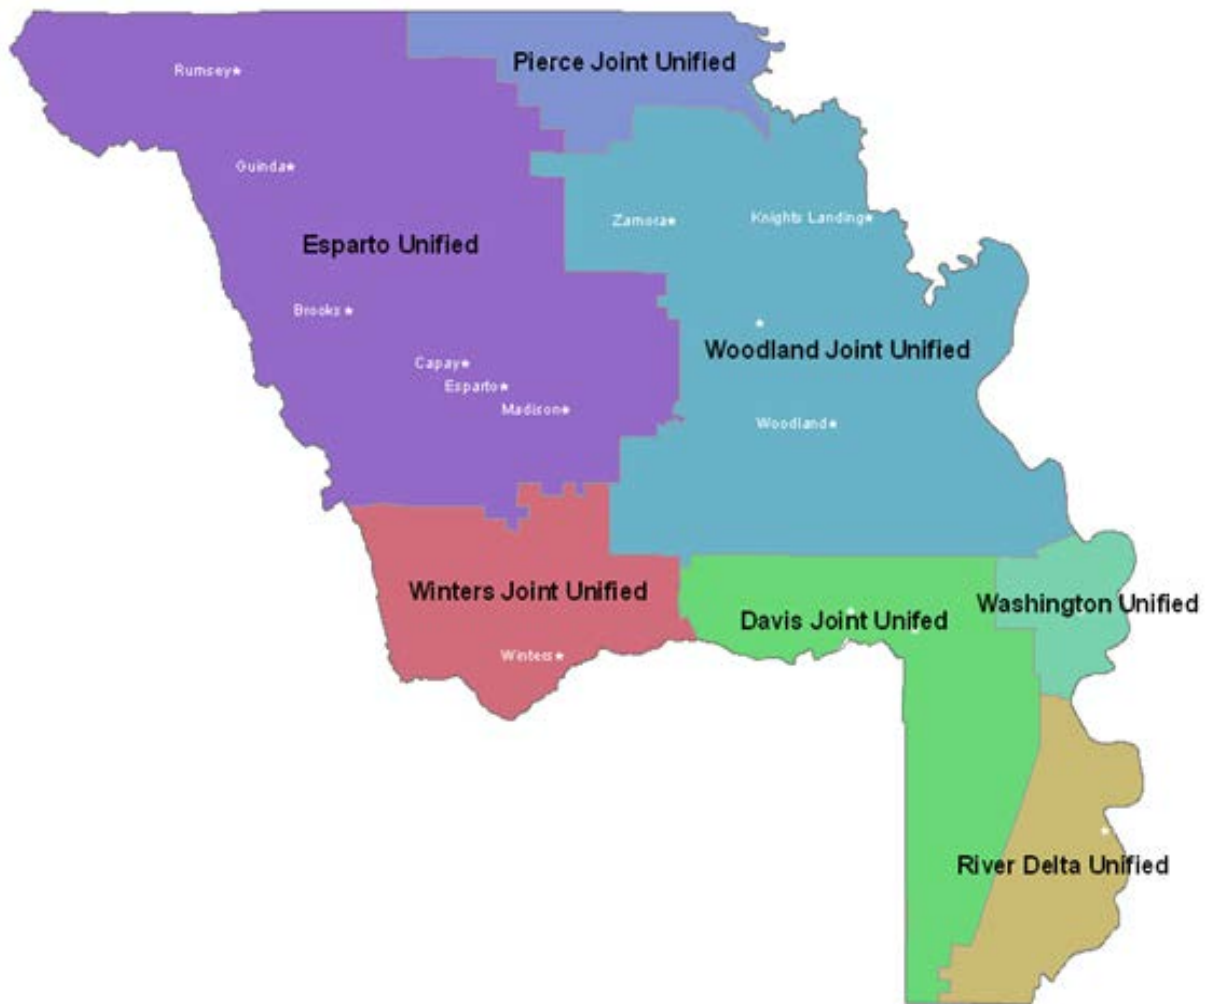 Pierce Joint Unified
Rumsey
Guinda
Zamora
Knights Landing
Esparto Unified
Brooks
Woodland Joint Unified
Capay
Esparto
Madison
Woodland
Winters Joint Unified
Washington Unified
Davis Joint Unifed
Winters
River Delta Unified